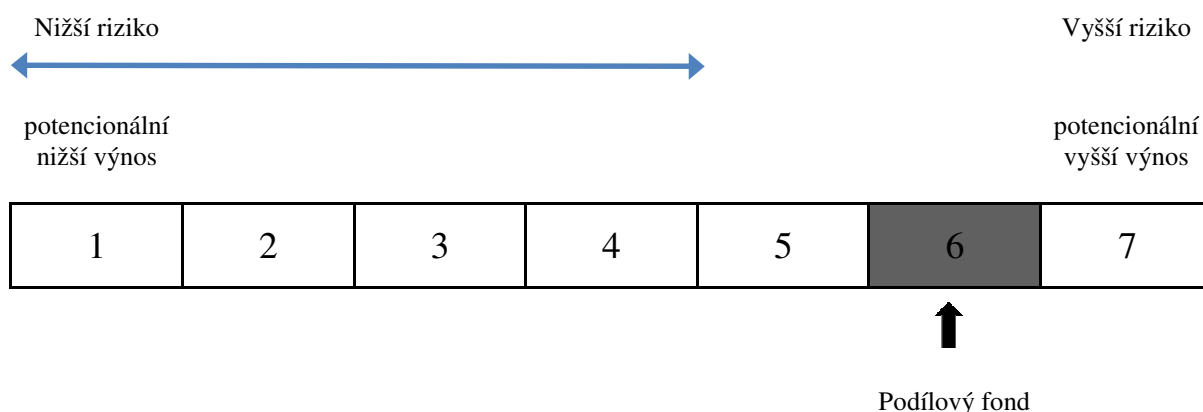 Nižší riziko
Vyšší riziko
potencionální
nižší výnos
potencionální
vyšší výnos
1 2 3 4 5 6 7
Podílový fond